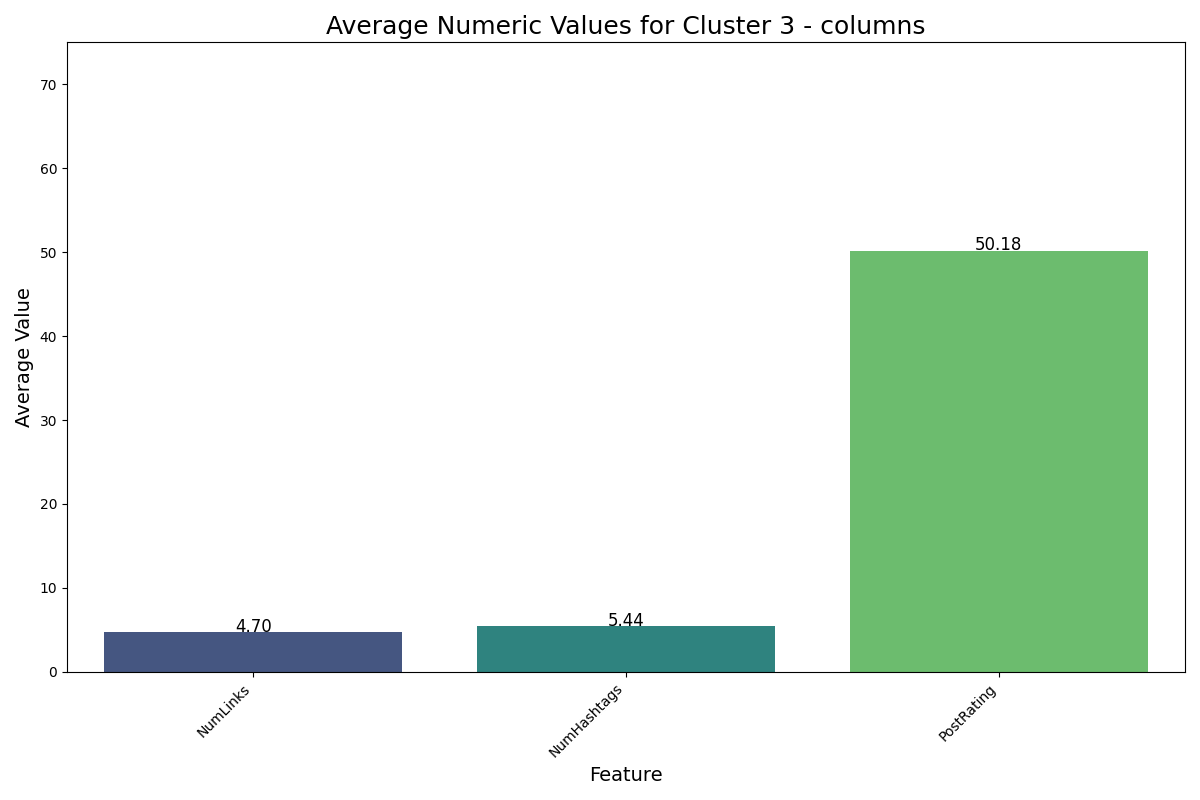 Average Numeric Values for Cluster 3 - columns
Average Value
70
60
50
40
30
20
10
0
4.70
5.44
50.18
NumLinks
NumHashtags
PostRating
Feature